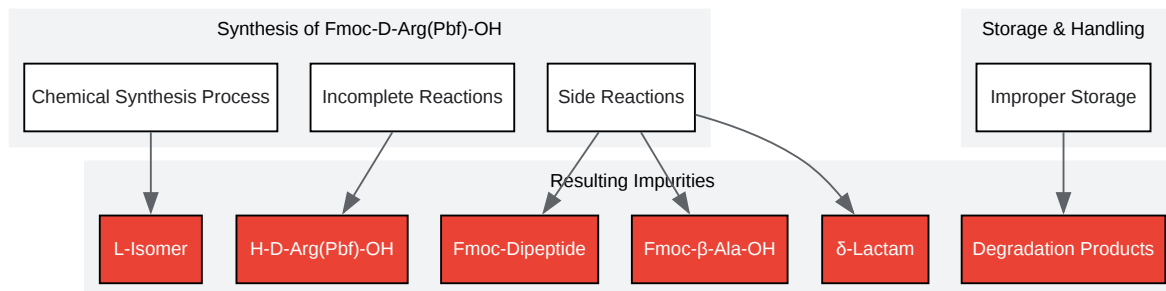 Synthesis of Fmoc-D-Arg(Pbf)-OH
Storage & Handling
Chemical Synthesis Process
Incomplete Reactions
Side Reactions
Improper Storage
Resulting Impurities
L-Isomer
H-D-Arg(Pbf)-OH
Fmoc-Dipeptide
Fmoc-β-Ala-OH
δ-Lactam
Degradation Products